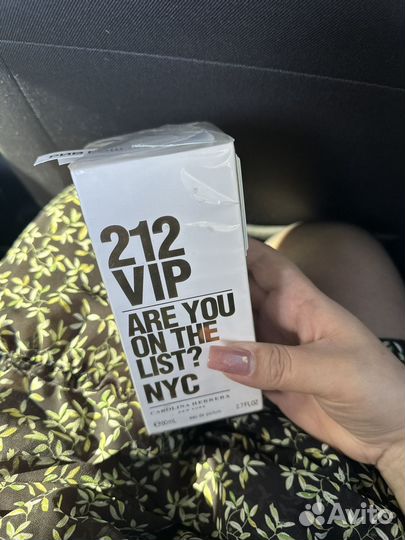 212
VIP
ARE YOU
ON THE
LIST?
NYC
CAROLINA HERRERA
NEW YORK
℮80ML EAU DE PARFUM 2.7FL.OZ
Avito